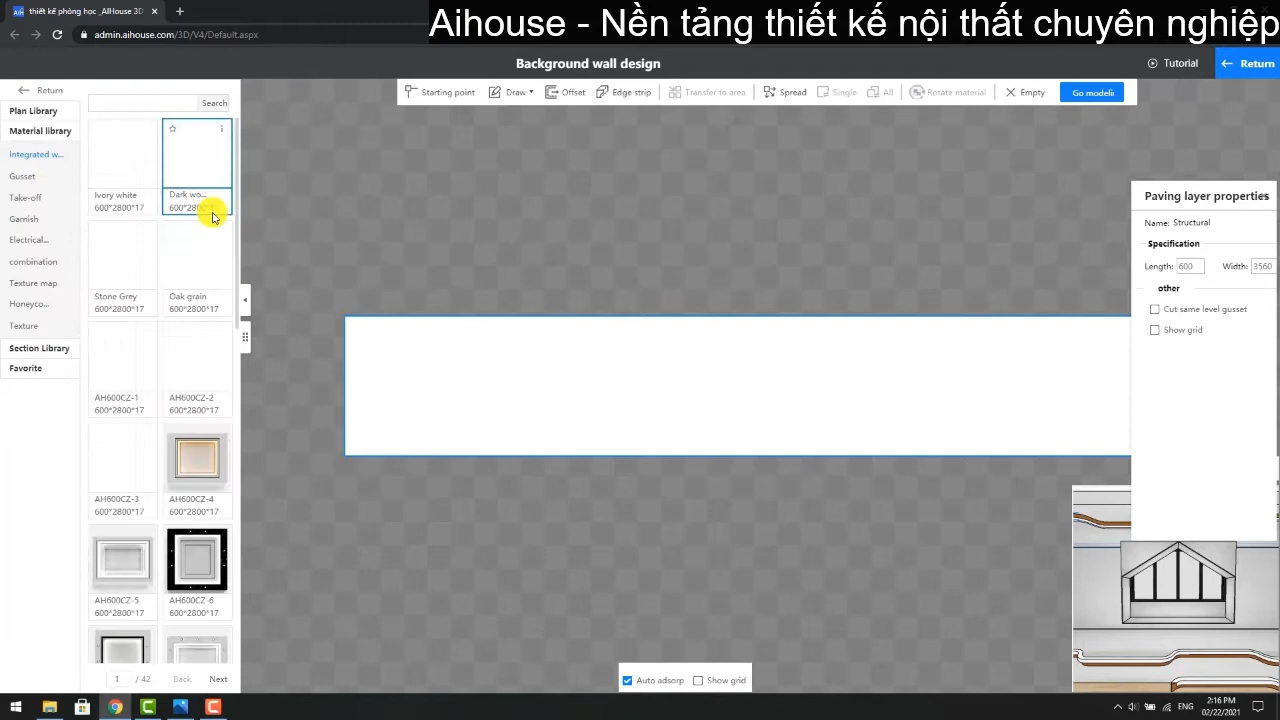 Aihouse - Nền tảng thiết kế nội thất chuyên nghiệp
thiết kế phòng học _AiHouse 3D
admin.aihouse.com/3D/V4/Default.aspx
Background wall design
Tutorial
Return
Return
Search
Starting point
Draw
Offset
Edge strip
Transfer to area
Spread
Single
All
Rotate material
Empty
Go modeli
Plan Library
Material library
Integrated w...
Gusset
Take-off
Garnish
Electrical...
combination
Texture map
Honeyco...
Texture
Section Library
Favorite
Ivory white
600*2800*17
Dark wo...
600*2800*
Stone Grey
600*2800*17
Oak grain
600*2800*17
AH600CZ-1
600*2800*17
AH600CZ-2
600*2800*17
AH600CZ-3
600*2800*17
AH600CZ-4
600*2800*17
AH600CZ-5
600*2800*17
AH600CZ-6
600*2800*17
1 / 42 Back Next
Paving layer properties
Name: Structural
Specification
Length: 600 Width: 3560
other
Cut same level gusset
Show grid
Auto adsorp Show grid
ENG
2:16 PM
02/22/2021